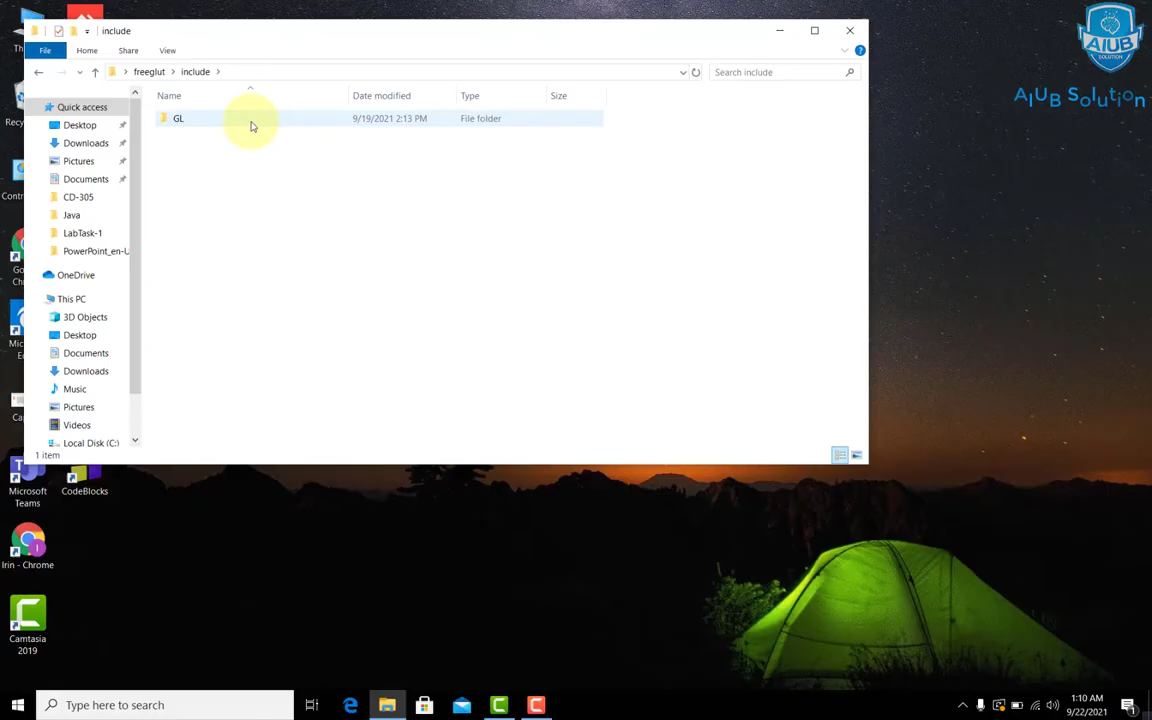 include
File
Home
Share
View
freeglut
include
Search include
Name
Date modified
Type
Size
Quick access
GL
9/19/2021 2:13 PM
File folder
Desktop
Downloads
Pictures
Documents
CD-305
Java
LabTask-1
PowerPoint_en-U
OneDrive
This PC
3D Objects
Desktop
Documents
Downloads
Music
Pictures
Videos
Local Disk (C:)
1 item
AIUB
SOLUTION
AIUB Solution
Microsoft
Teams
CodeBlocks
Irin - Chrome
Camtasia
2019
Type here to search
1:10 AM
9/22/2021